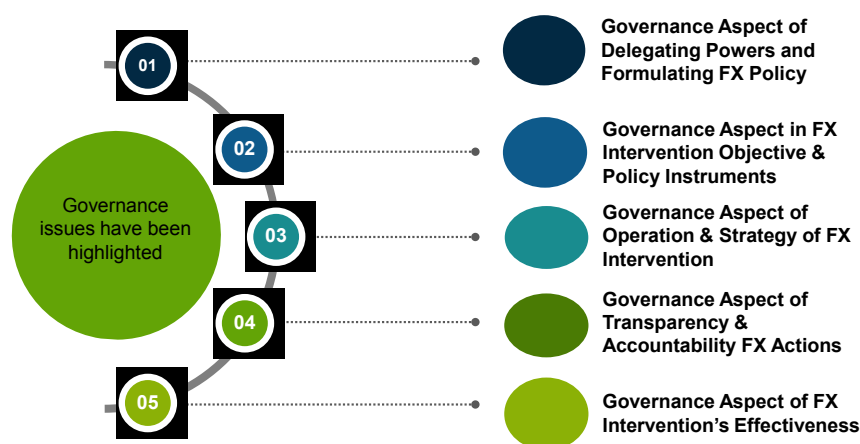 Governance
issues have been
highlighted
01
Governance Aspect of
Delegating Powers and
Formulating FX Policy
02
Governance Aspect in FX
Intervention Objective &
Policy Instruments
03
Governance Aspect of
Operation & Strategy of FX
Intervention
04
Governance Aspect of
Transparency &
Accountability FX Actions
05
Governance Aspect of FX
Intervention's Effectiveness